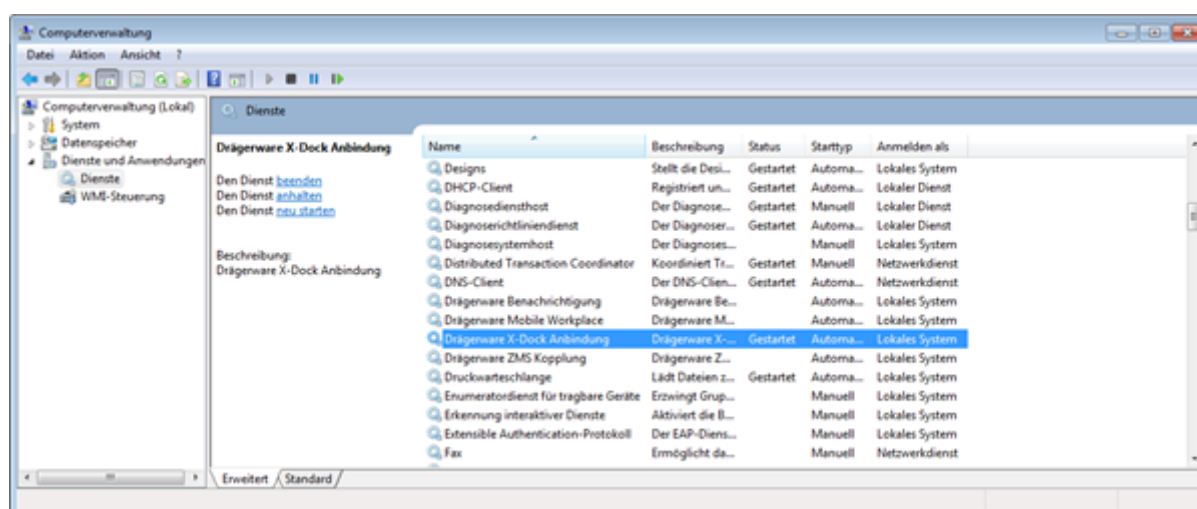 Computerverwaltung
Datei Aktion Ansicht ?
Computerverwaltung (Lokal)
System
Datenspeicher
Dienste und Anwendungen
Dienste
WMI-Steuerung
Dienste
Drägerware X-Dock Anbindung
Den Dienst beenden
Den Dienst anhalten
Den Dienst neu starten
Beschreibung:
Drägerware X-Dock Anbindung
Name Beschreibung Status Starttyp Anmelden als
Designs Stellt die Desi... Gestartet Automa... Lokales System
DHCP-Client Registriert un... Gestartet Automa... Lokaler Dienst
Diagnosediensthost Der Diagnose... Gestartet Manuell Lokaler Dienst
Diagnoserichtliniendienst Der Diagnoser... Gestartet Automa... Lokaler Dienst
Diagnosesystemhost Der Diagnoses... Manuell Lokales System
Distributed Transaction Coordinator Koordiniert Tr... Gestartet Manuell Netzwerkdienst
DNS-Client Der DNS-Clien... Gestartet Automa... Netzwerkdienst
Drägerware Benachrichtigung Drägerware Be... Automa... Lokales System
Drägerware Mobile Workplace Drägerware M... Automa... Lokales System
Drägerware X-Dock Anbindung Drägerware X-... Gestartet Automa... Lokales System
Drägerware ZMS Kopplung Drägerware Z... Automa... Lokales System
Druckwarteschlange Lädt Dateien z... Gestartet Automa... Lokales System
Enumeratordienst für tragbare Geräte Erzwingt Grup... Manuell Lokales System
Erkennung interaktiver Dienste Aktiviert die B... Manuell Lokales System
Extensible Authentication-Protokoll Der EAP-Diens... Manuell Lokales System
Fax Ermöglicht da... Manuell Netzwerkdienst
Erweitert Standard